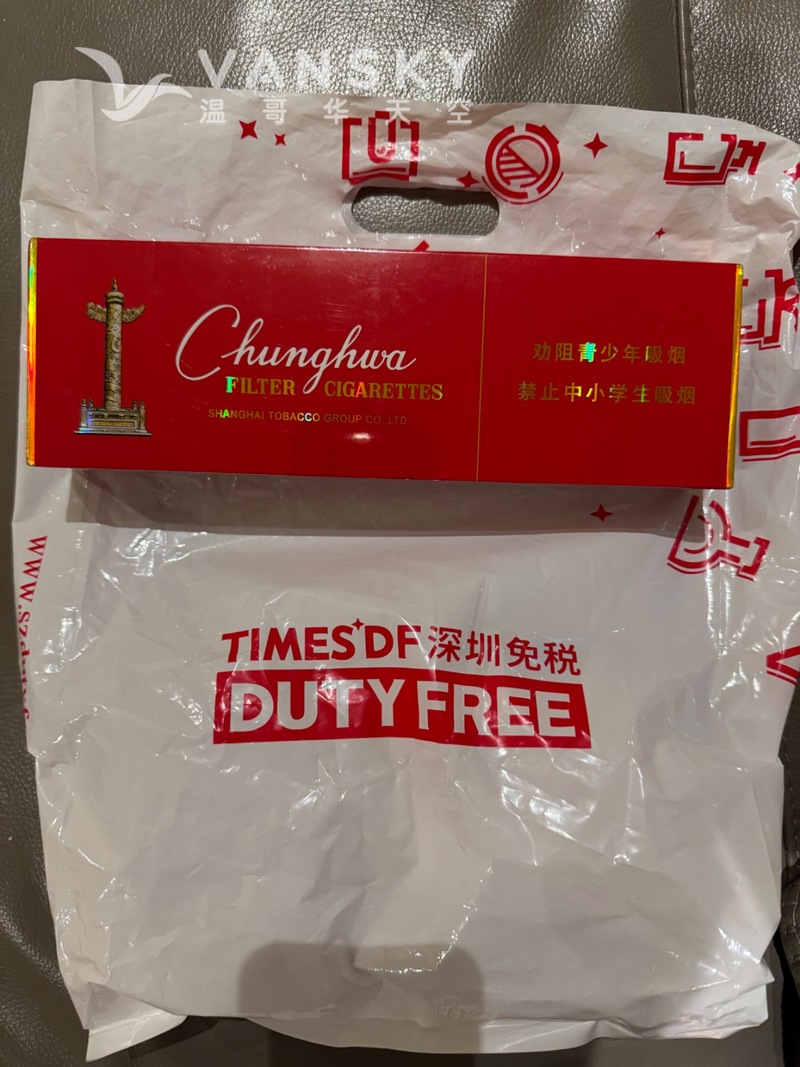 VANSKY
温哥华天空
Chunghwa
FILTER CIGARETTES
SHANGHAI TOBACCO GROUP CO.,LTD
劝阻青少年吸烟
禁止中小学生吸烟
TIMES DF 深圳免税
DUTY FREE